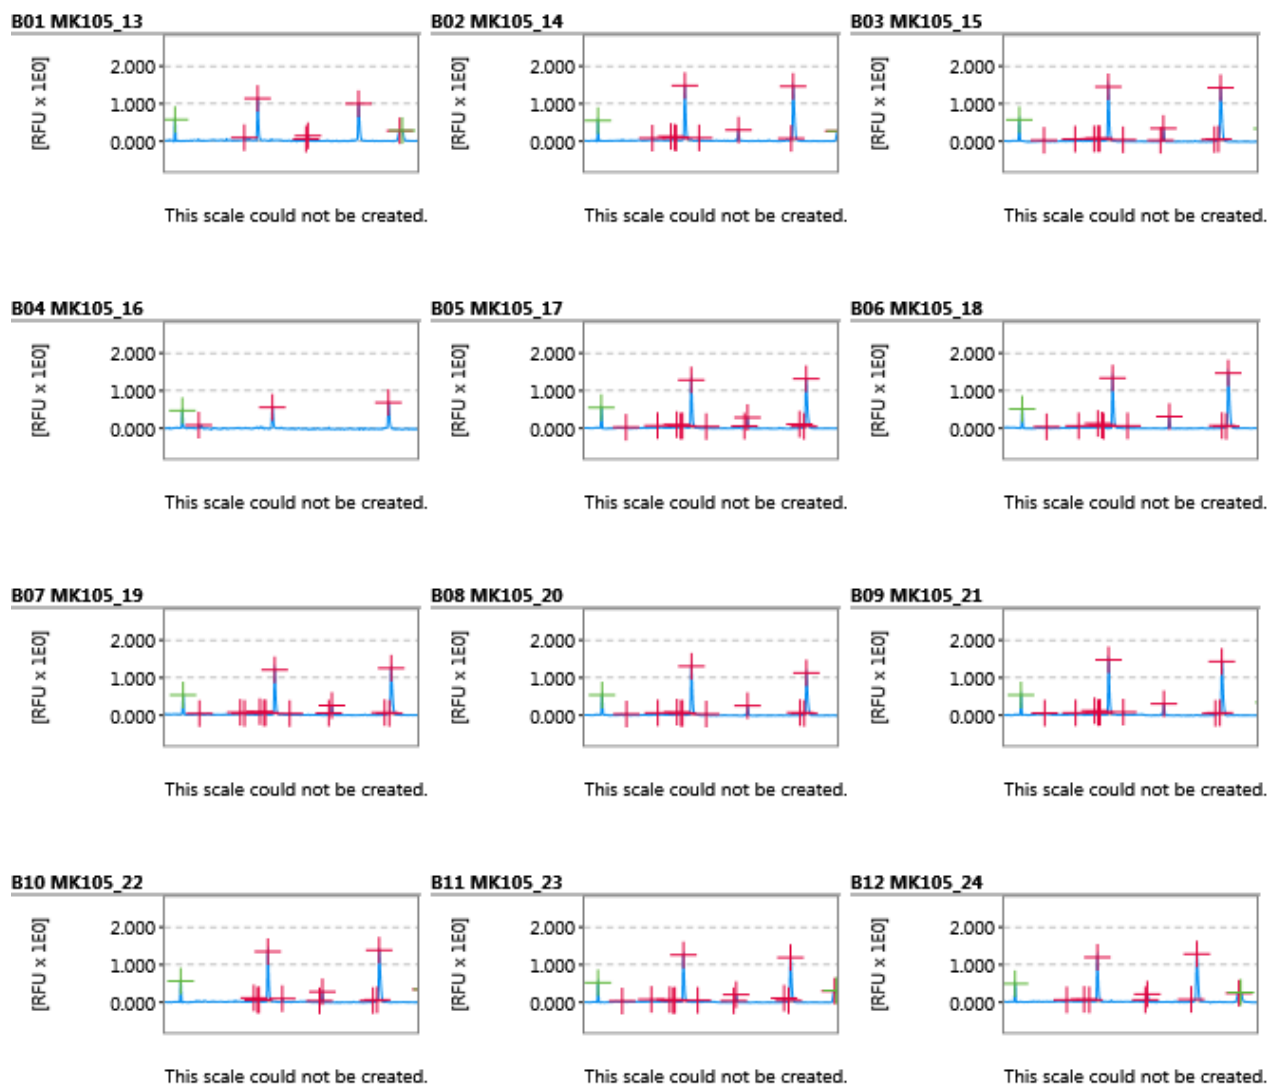 B01 MK105_13 B02 MK105_14 B03 MK105_15
[RFU x 1E0] 2.000 [RFU x 1E0] 2.000 [RFU x 1E0] 2.000
1.000 1.000 1.000
0.000 0.000 0.000
This scale could not be created. This scale could not be created. This scale could not be created.
B04 MK105_16 B05 MK105_17 B06 MK105_18
[RFU x 1E0] 2.000 [RFU x 1E0] 2.000 [RFU x 1E0] 2.000
1.000 1.000 1.000
0.000 0.000 0.000
This scale could not be created. This scale could not be created. This scale could not be created.
B07 MK105_19 B08 MK105_20 B09 MK105_21
[RFU x 1E0] 2.000 [RFU x 1E0] 2.000 [RFU x 1E0] 2.000
1.000 1.000 1.000
0.000 0.000 0.000
This scale could not be created. This scale could not be created. This scale could not be created.
B10 MK105_22 B11 MK105_23 B12 MK105_24
[RFU x 1E0] 2.000 [RFU x 1E0] 2.000 [RFU x 1E0] 2.000
1.000 1.000 1.000
0.000 0.000 0.000
This scale could not be created. This scale could not be created. This scale could not be created.